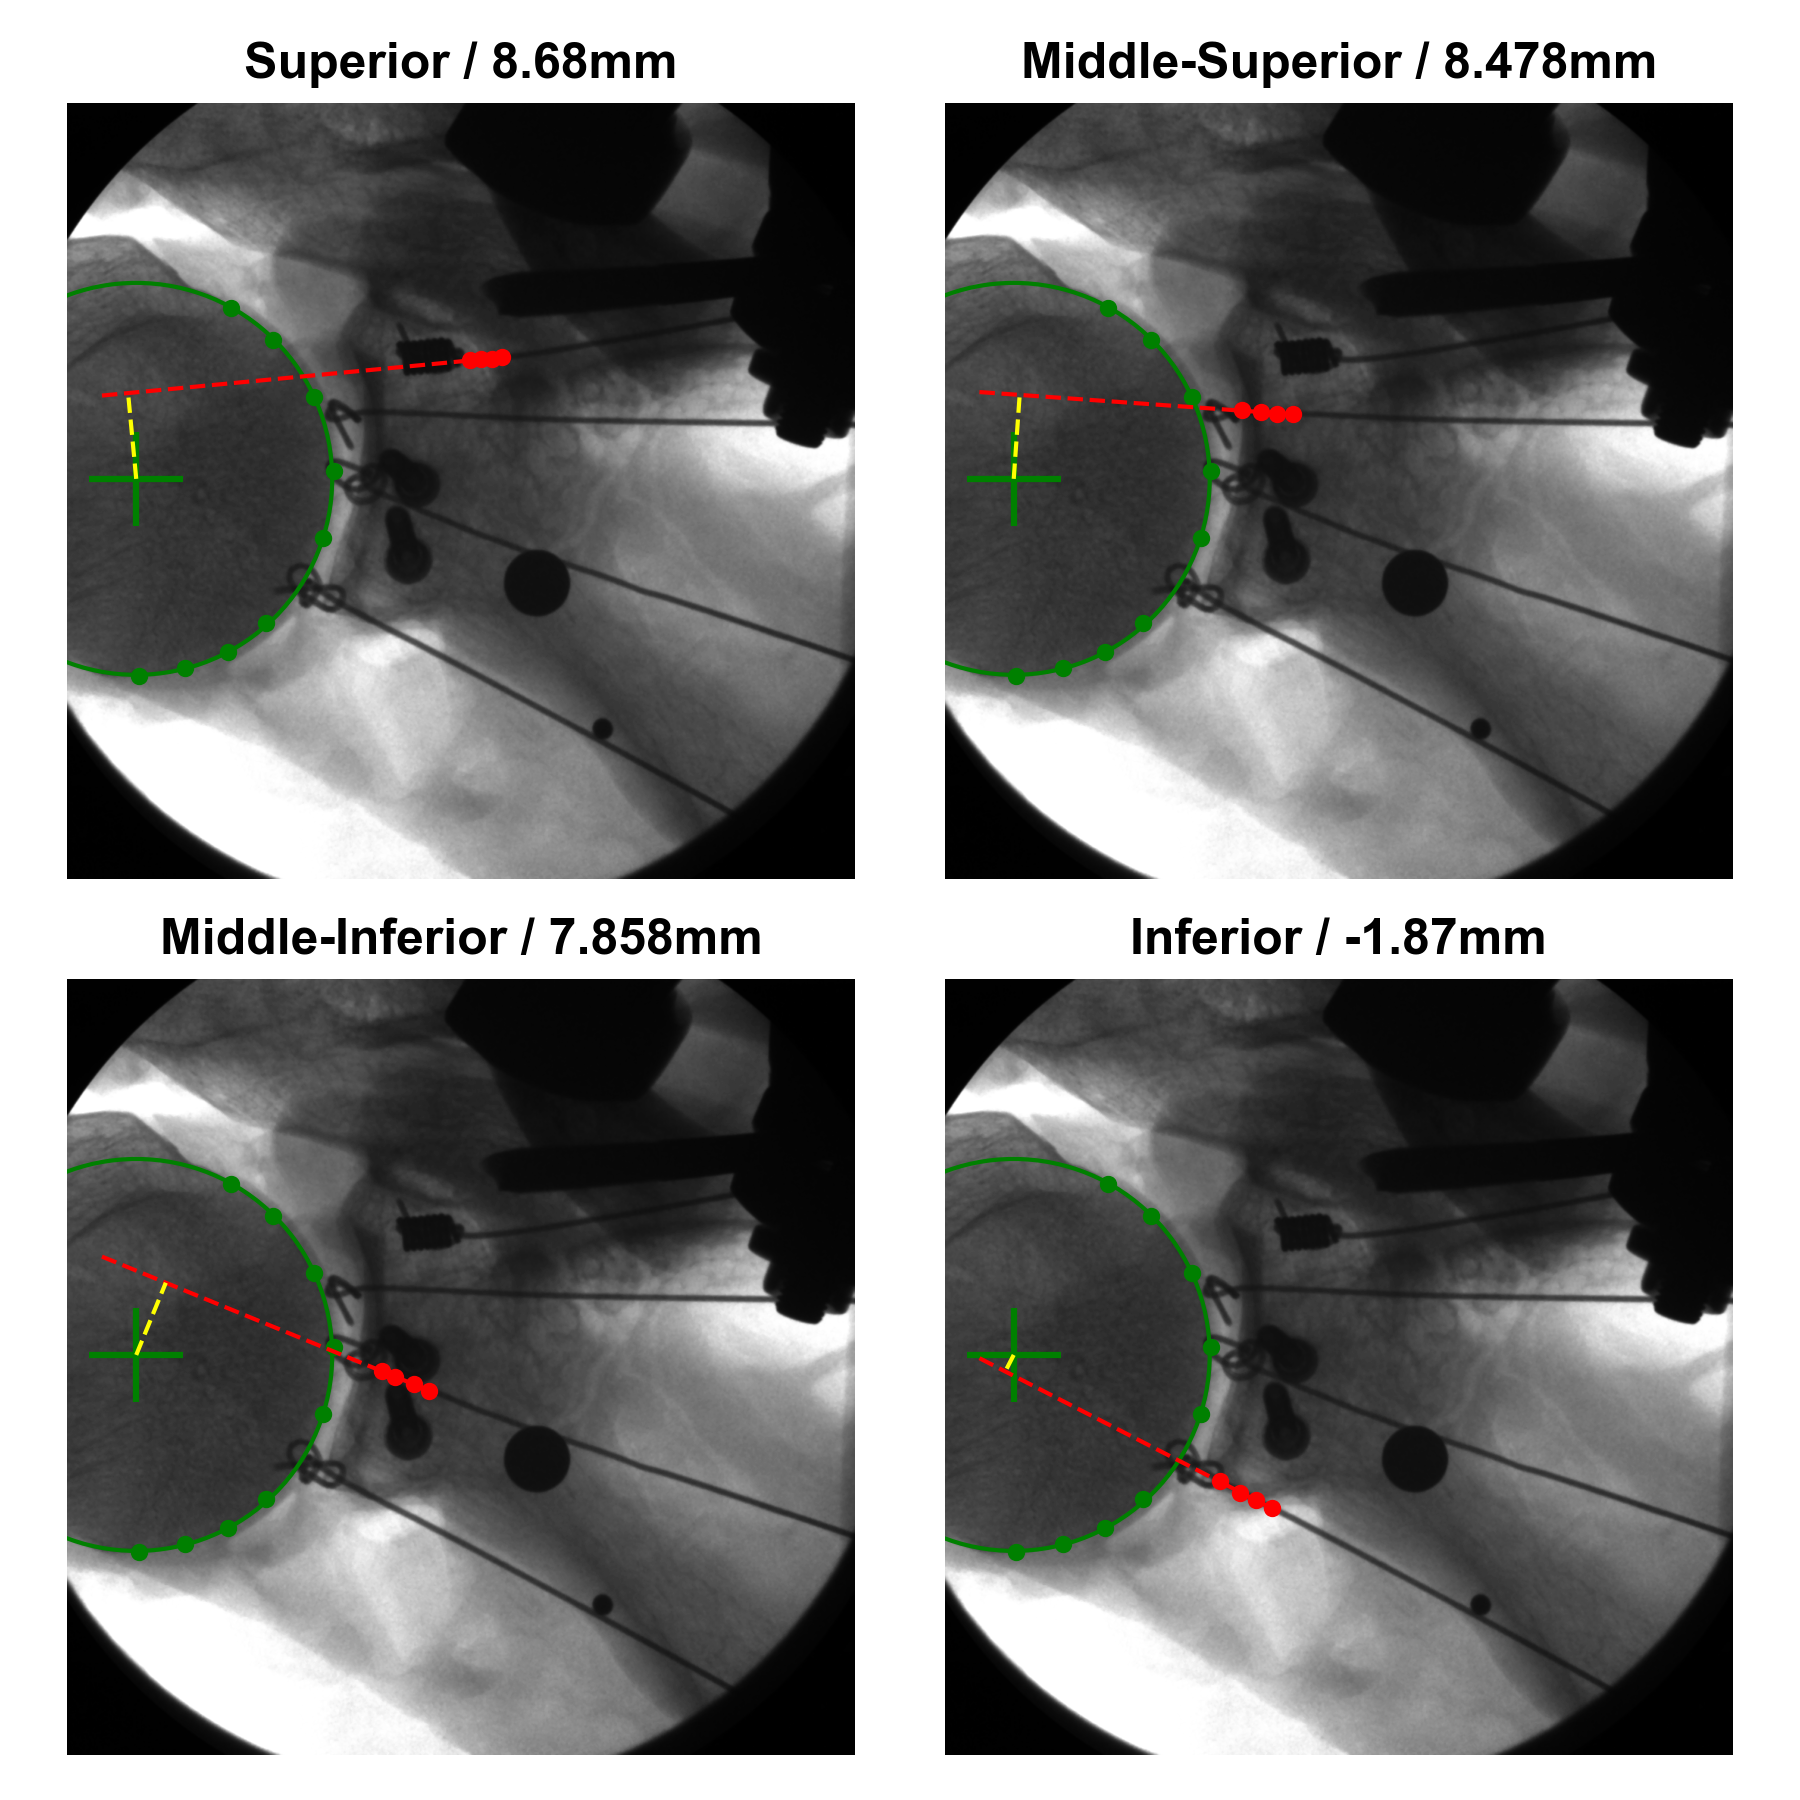 Superior / 8.68mm
Middle-Superior / 8.478mm
Middle-Inferior / 7.858mm
Inferior / -1.87mm